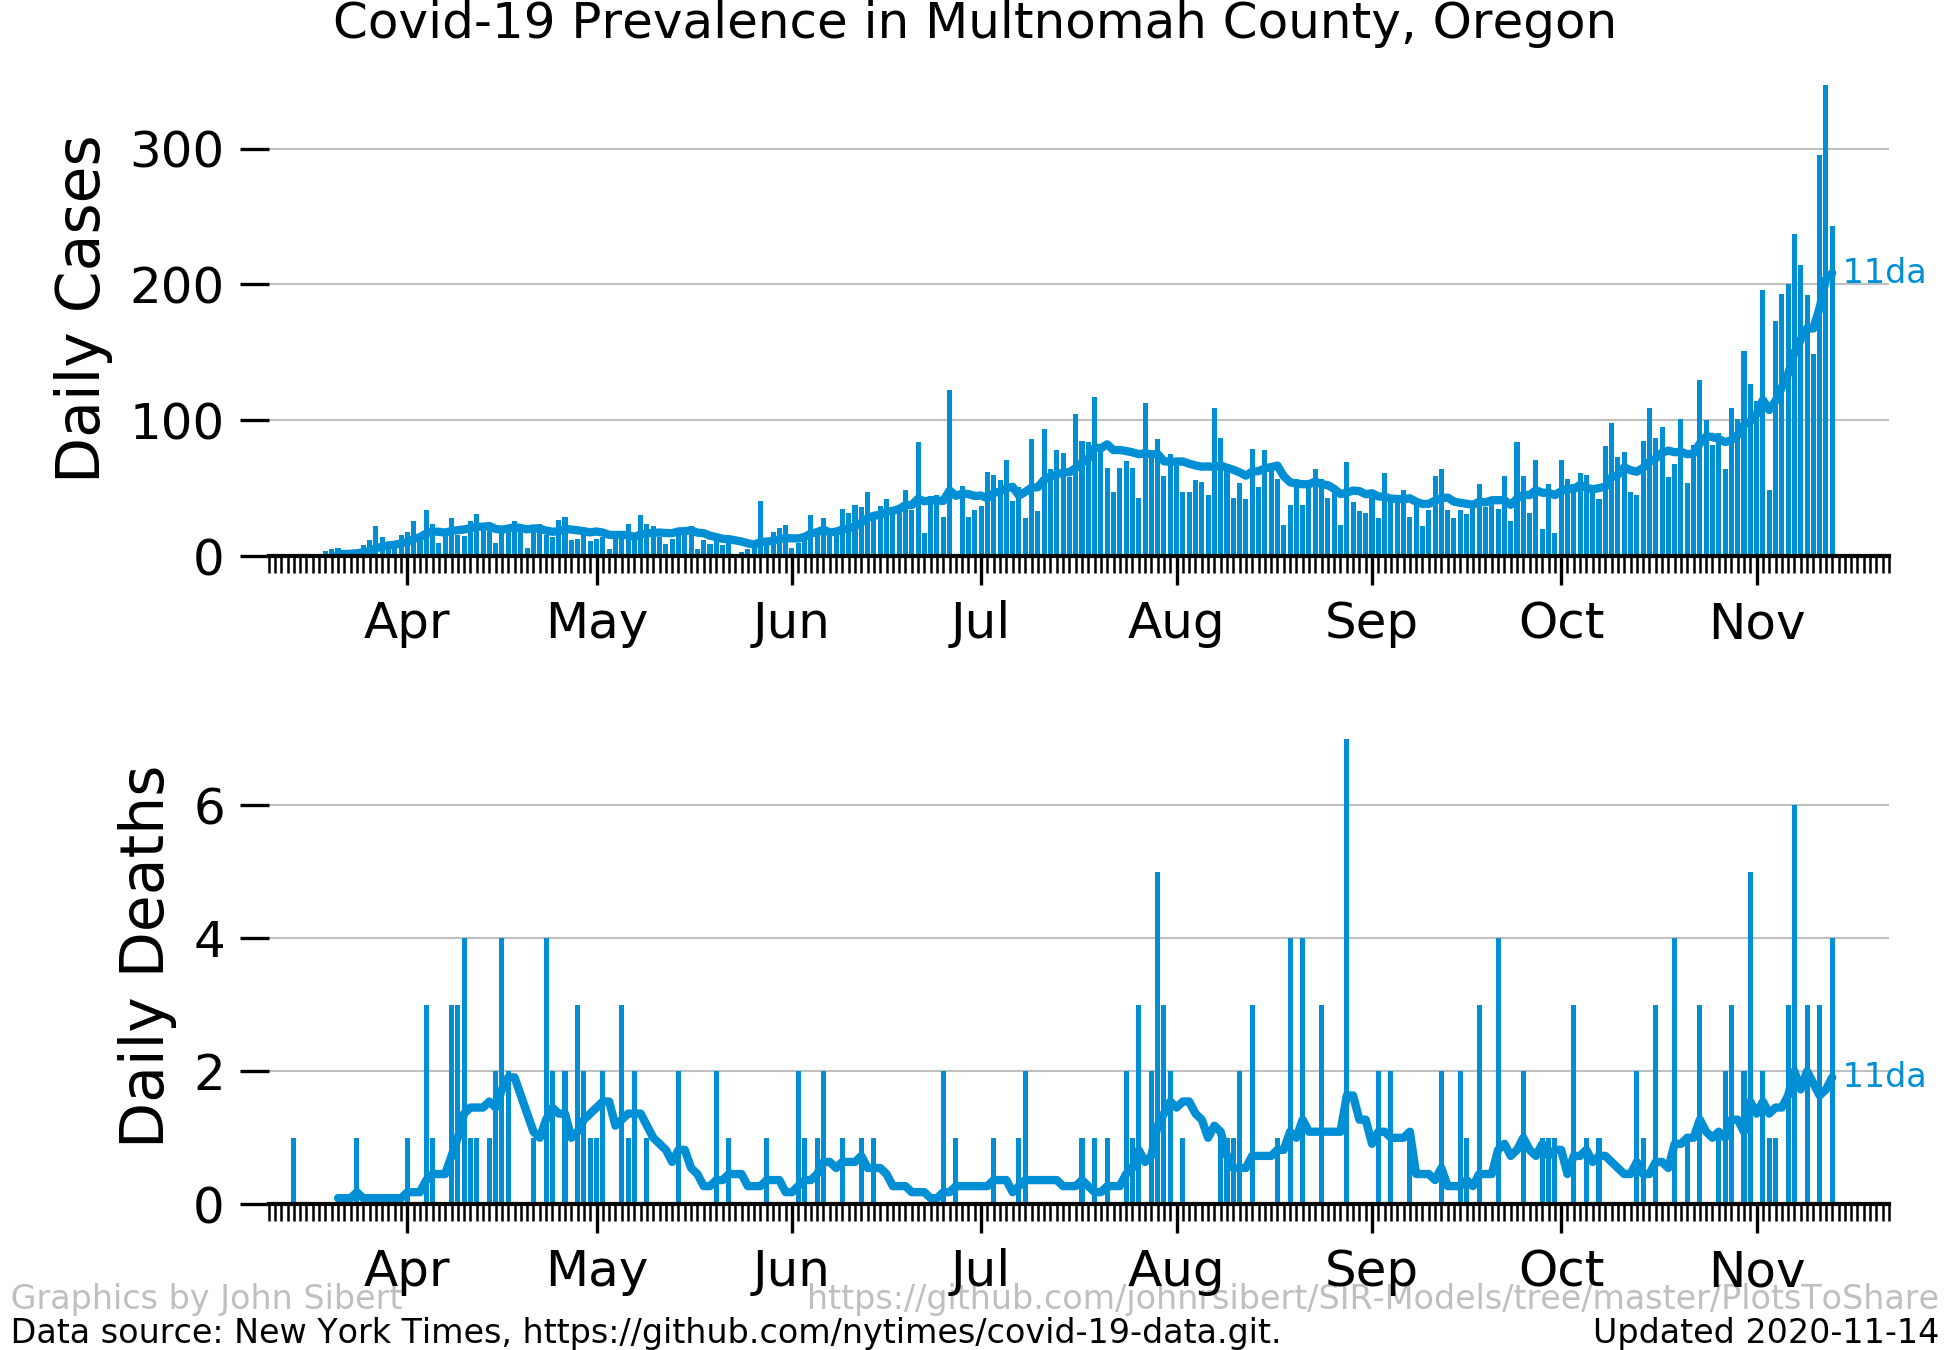 Covid-19 Prevalence in Multnomah County, Oregon
Daily Cases
300
200
100
0
11da
Apr May Jun Jul Aug Sep Oct Nov
Daily Deaths
6
4
2
0
11da
Apr May Jun Jul Aug Sep Oct Nov
Graphics by John Sibert https://github.com/johnrsibert/SIR-Models/tree/master/PlotsToShare
Data source: New York Times, https://github.com/nytimes/covid-19-data.git. Updated 2020-11-14